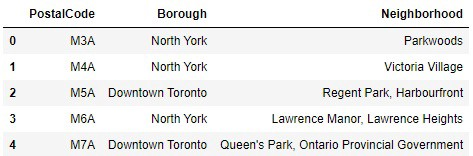 PostalCode Borough Neighborhood
0 M3A North York Parkwoods
1 M4A North York Victoria Village
2 M5A Downtown Toronto Regent Park, Harbourfront
3 M6A North York Lawrence Manor, Lawrence Heights
4 M7A Downtown Toronto Queen's Park, Ontario Provincial Government